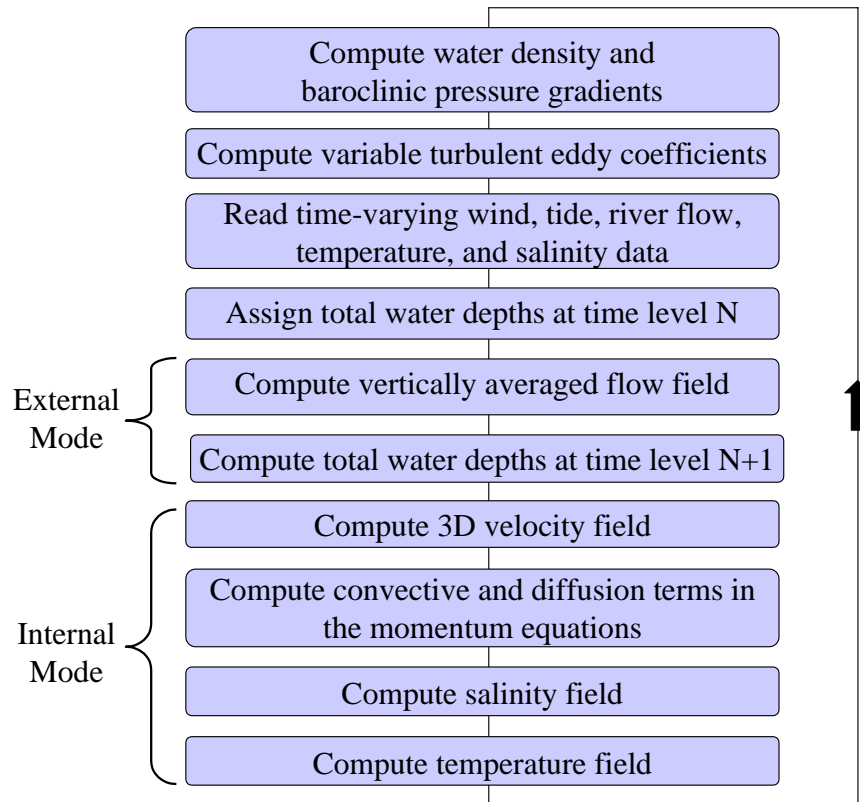 Compute water density and
baroclinic pressure gradients
Compute variable turbulent eddy coefficients
Read time-varying wind, tide, river flow,
temperature, and salinity data
Assign total water depths at time level N
External
Mode
Compute vertically averaged flow field
Compute total water depths at time level N+1
Internal
Mode
Compute 3D velocity field
Compute convective and diffusion terms in
the momentum equations
Compute salinity field
Compute temperature field